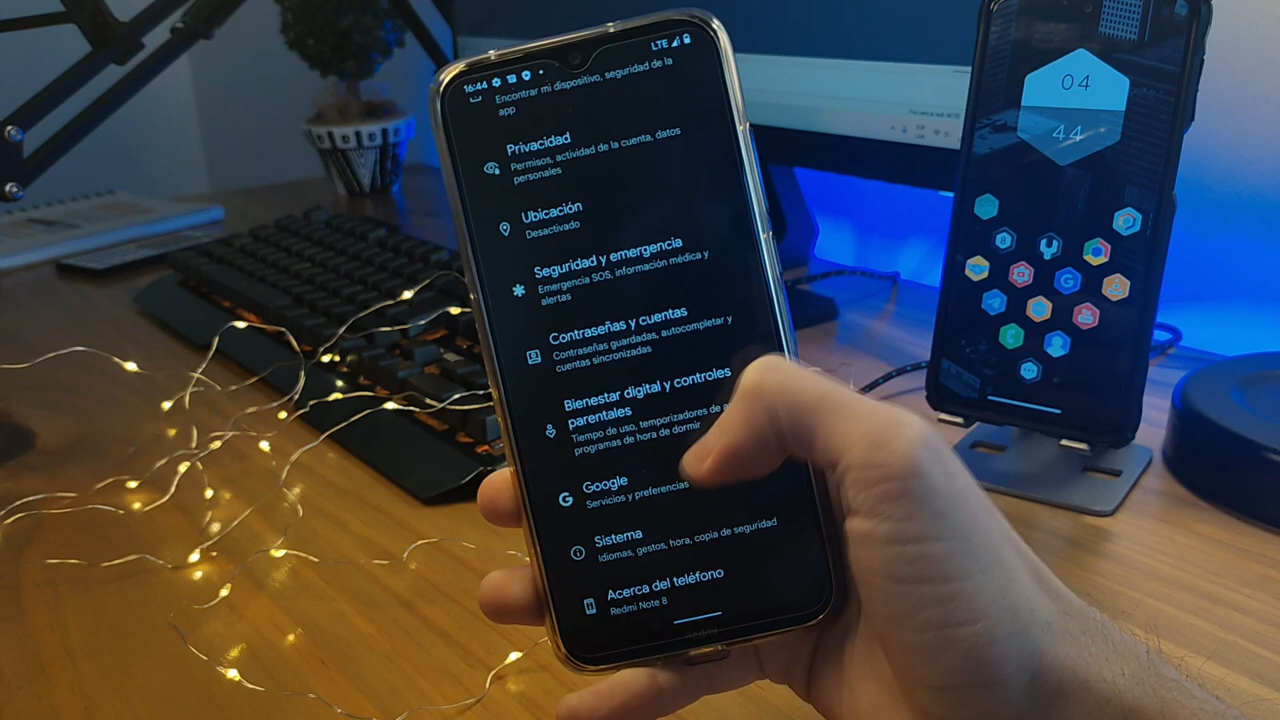 16:44
LTE
Encontrar mi dispositivo, seguridad de la
app
Privacidad
Permisos, actividad de la cuenta, datos
personales
Ubicación
Desactivado
Seguridad y emergencia
Emergencia SOS, información médica y
alertas
Contraseñas y cuentas
Contraseñas guardadas, autocompletar y
cuentas sincronizadas
Bienestar digital y controles
parentales
Tiempo de uso, temporizadores de
programas de hora de dormir
Google
Servicios y preferencias
Sistema
Idiomas, gestos, hora, copia de seguridad
Acerca del teléfono
Redmi Note 8
Redmi
04
44